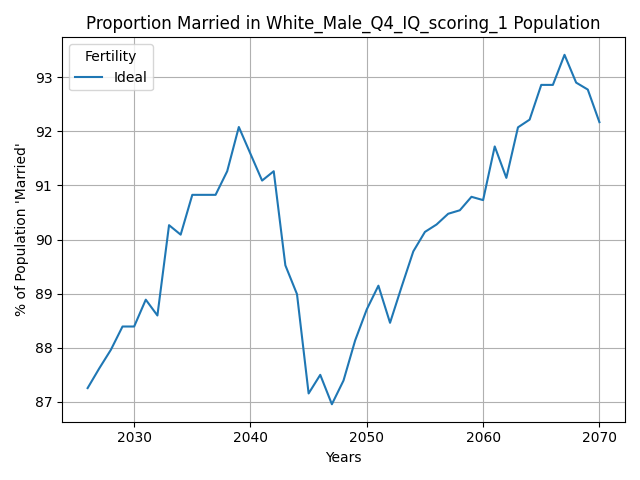 Proportion Married in White_Male_Q4_IQ_scoring_1 Population
Fertility
Ideal
% of Population 'Married'
93
92
91
90
89
88
87
2030 2040 2050 2060 2070
Years